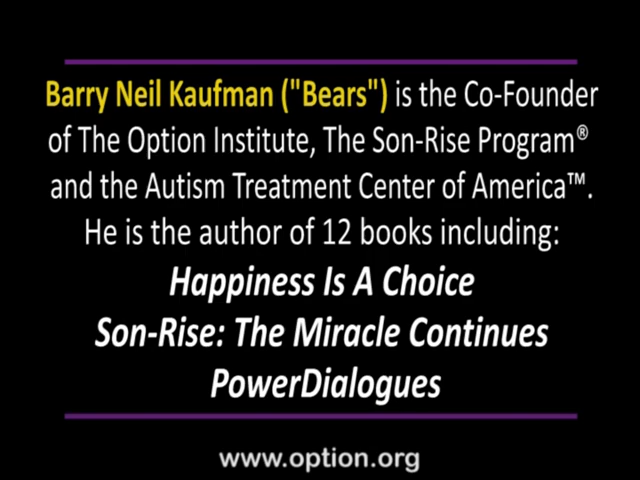 Barry Neil Kaufman ("Bears") is the Co-Founder
of The Option Institute, The Son-Rise Program®
and the Autism Treatment Center of America™.
He is the author of 12 books including:
Happiness Is A Choice
Son-Rise: The Miracle Continues
PowerDialogues
www.option.org